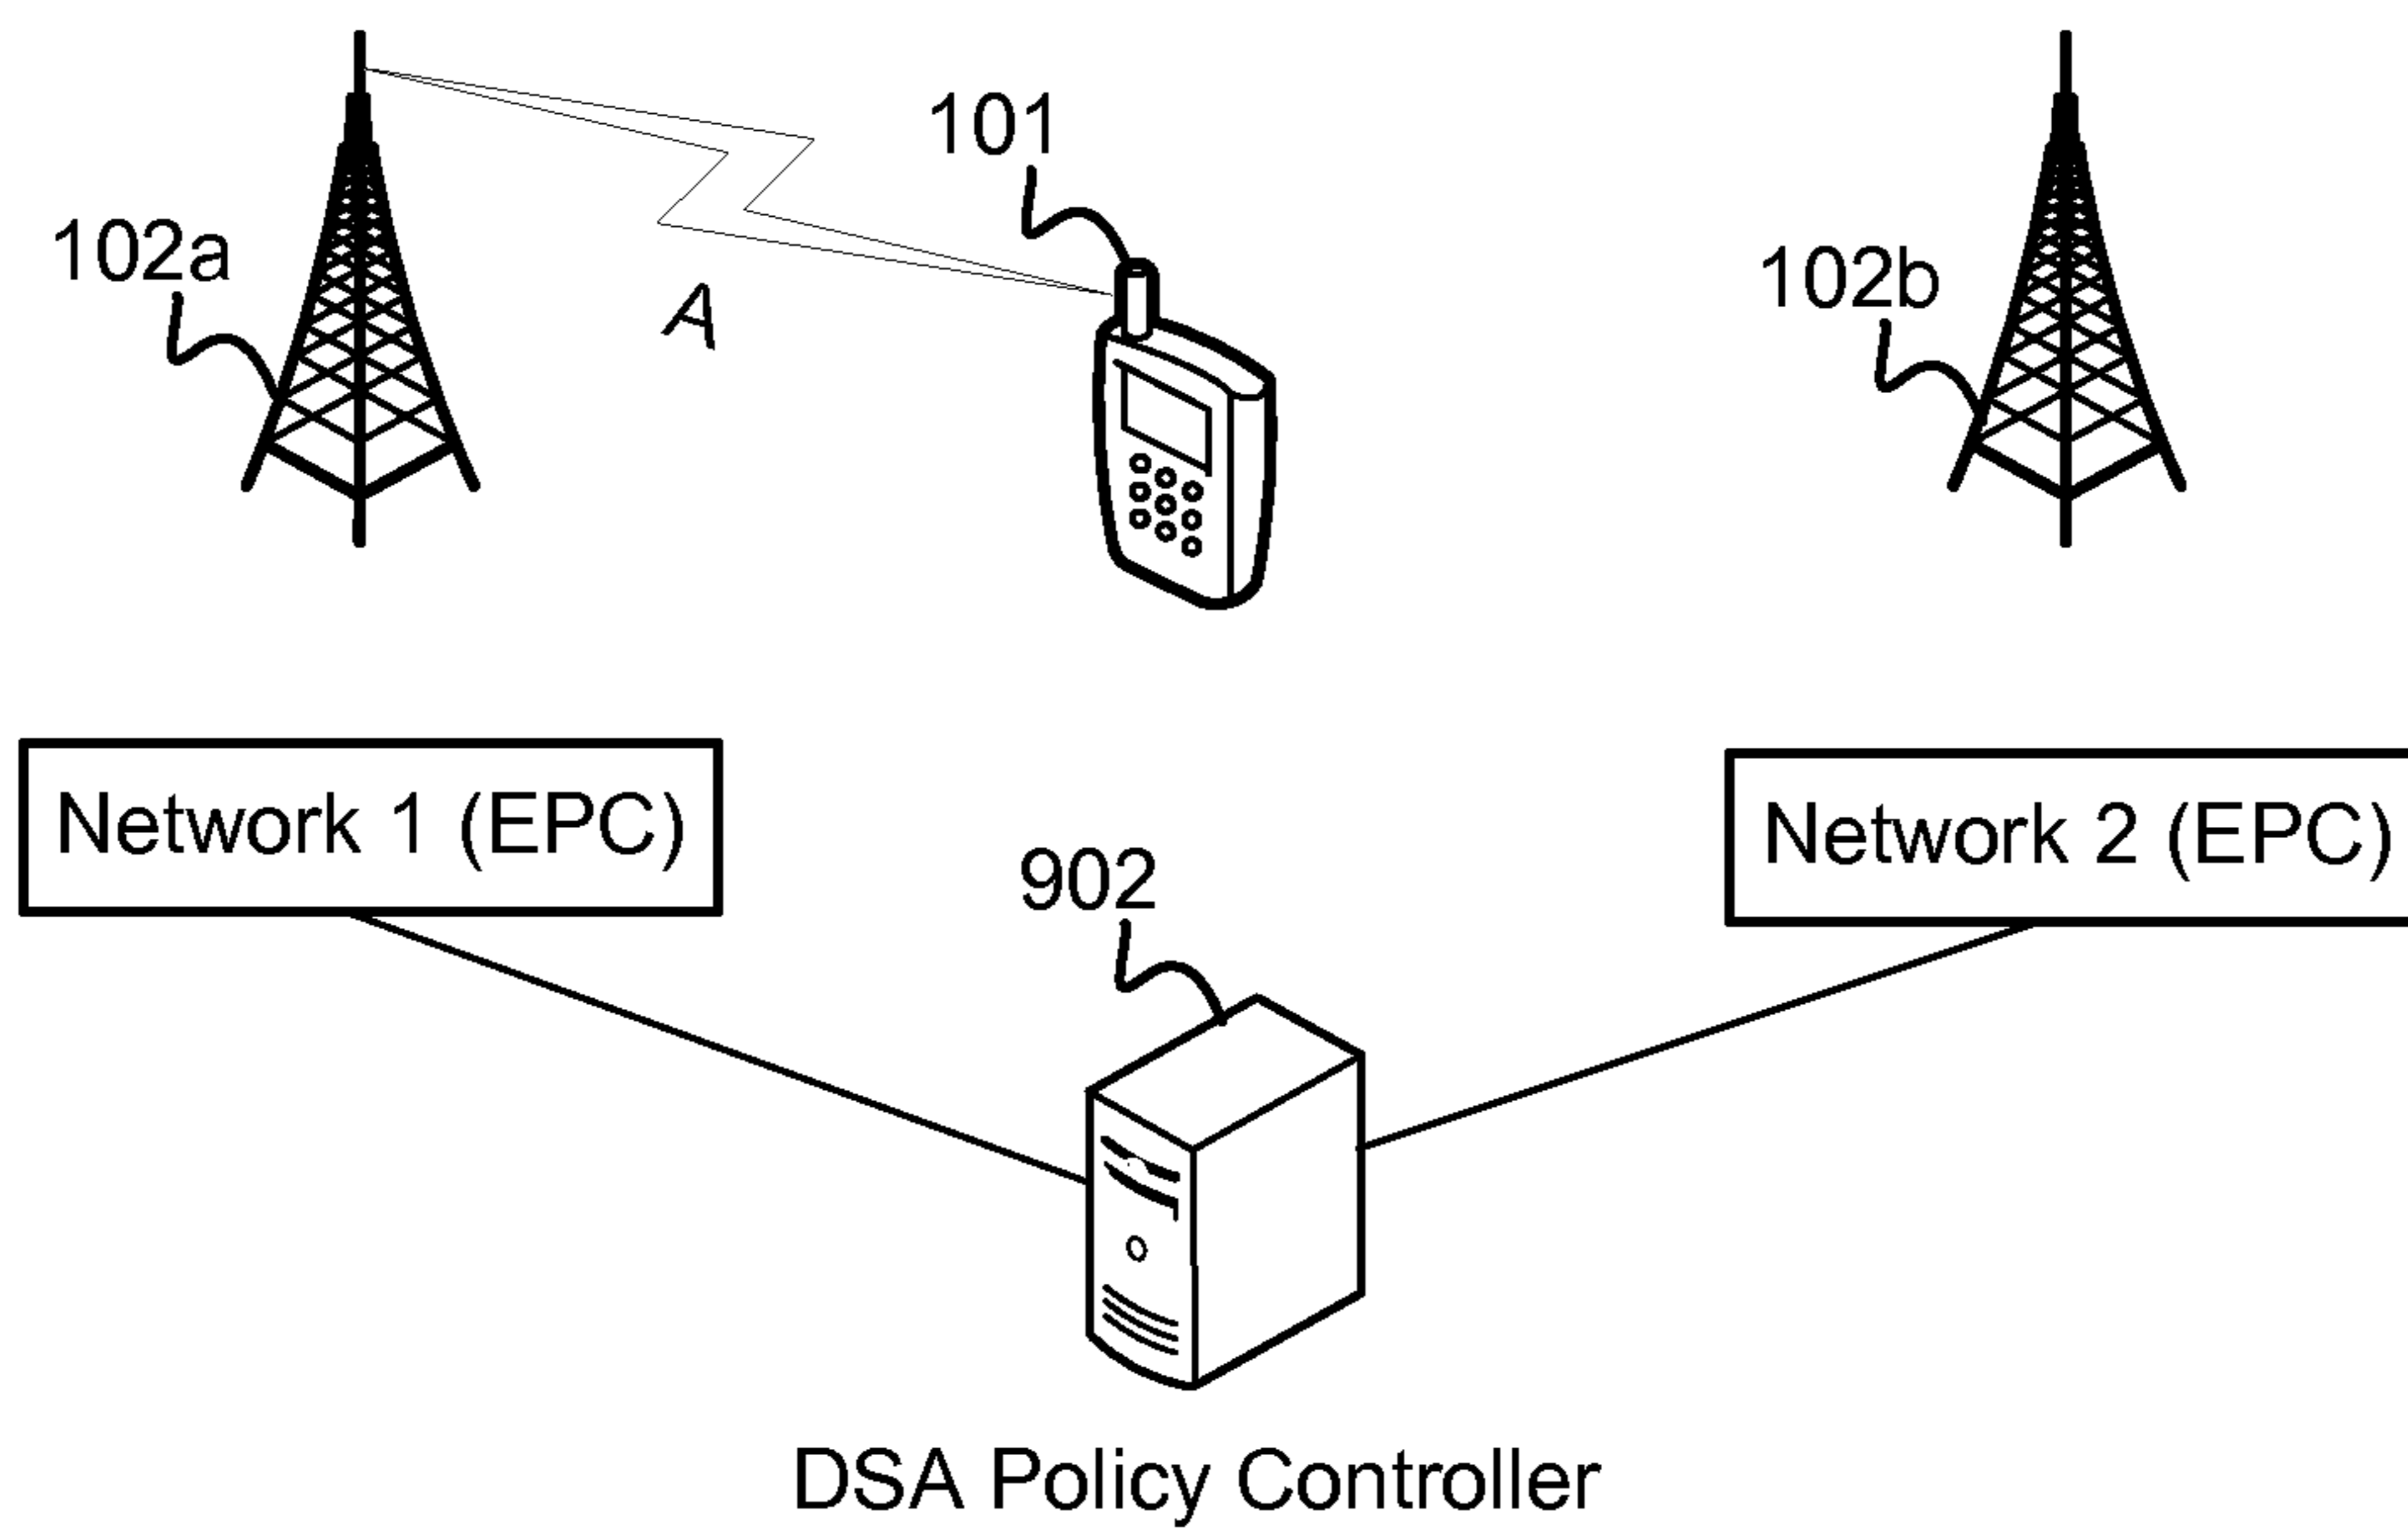 101
102a
102b
A
Network 1 (EPC)
Network 2 (EPC)
902
DSA Policy Controller